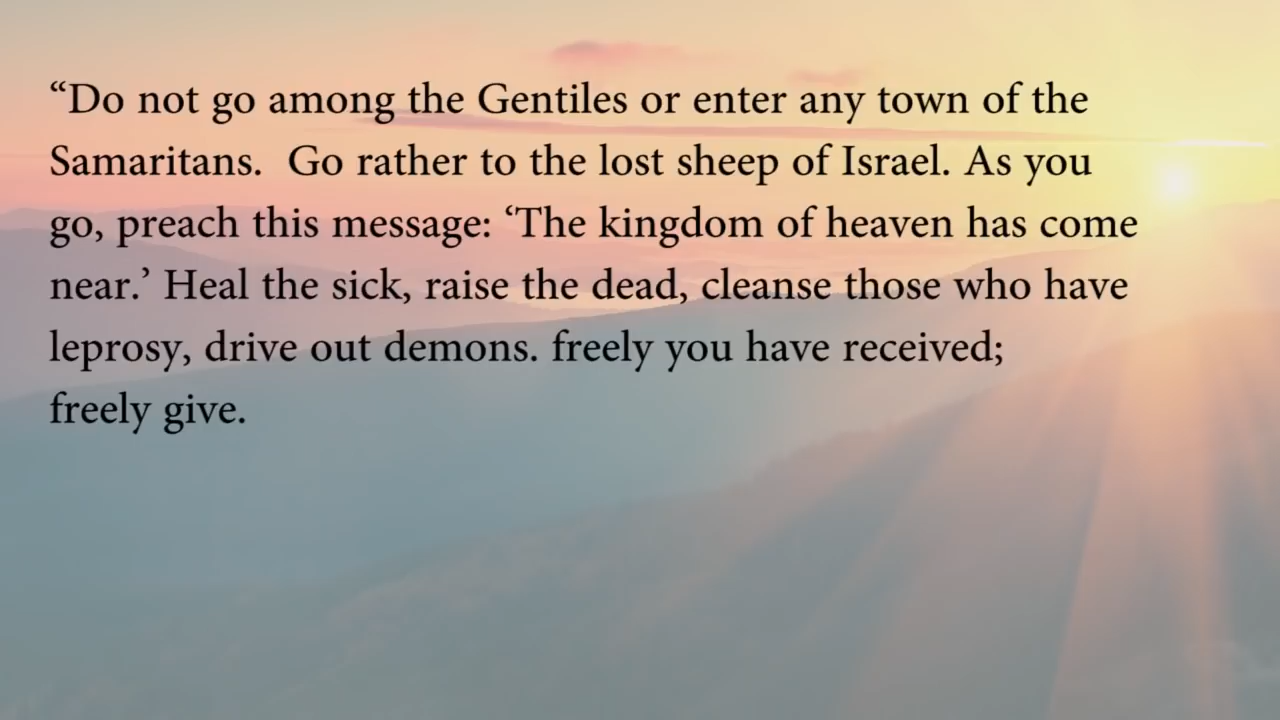 “Do not go among the Gentiles or enter any town of the
Samaritans.  Go rather to the lost sheep of Israel. As you
go, preach this message: ‘The kingdom of heaven has come
near.’ Heal the sick, raise the dead, cleanse those who have
leprosy, drive out demons. freely you have received;
freely give.